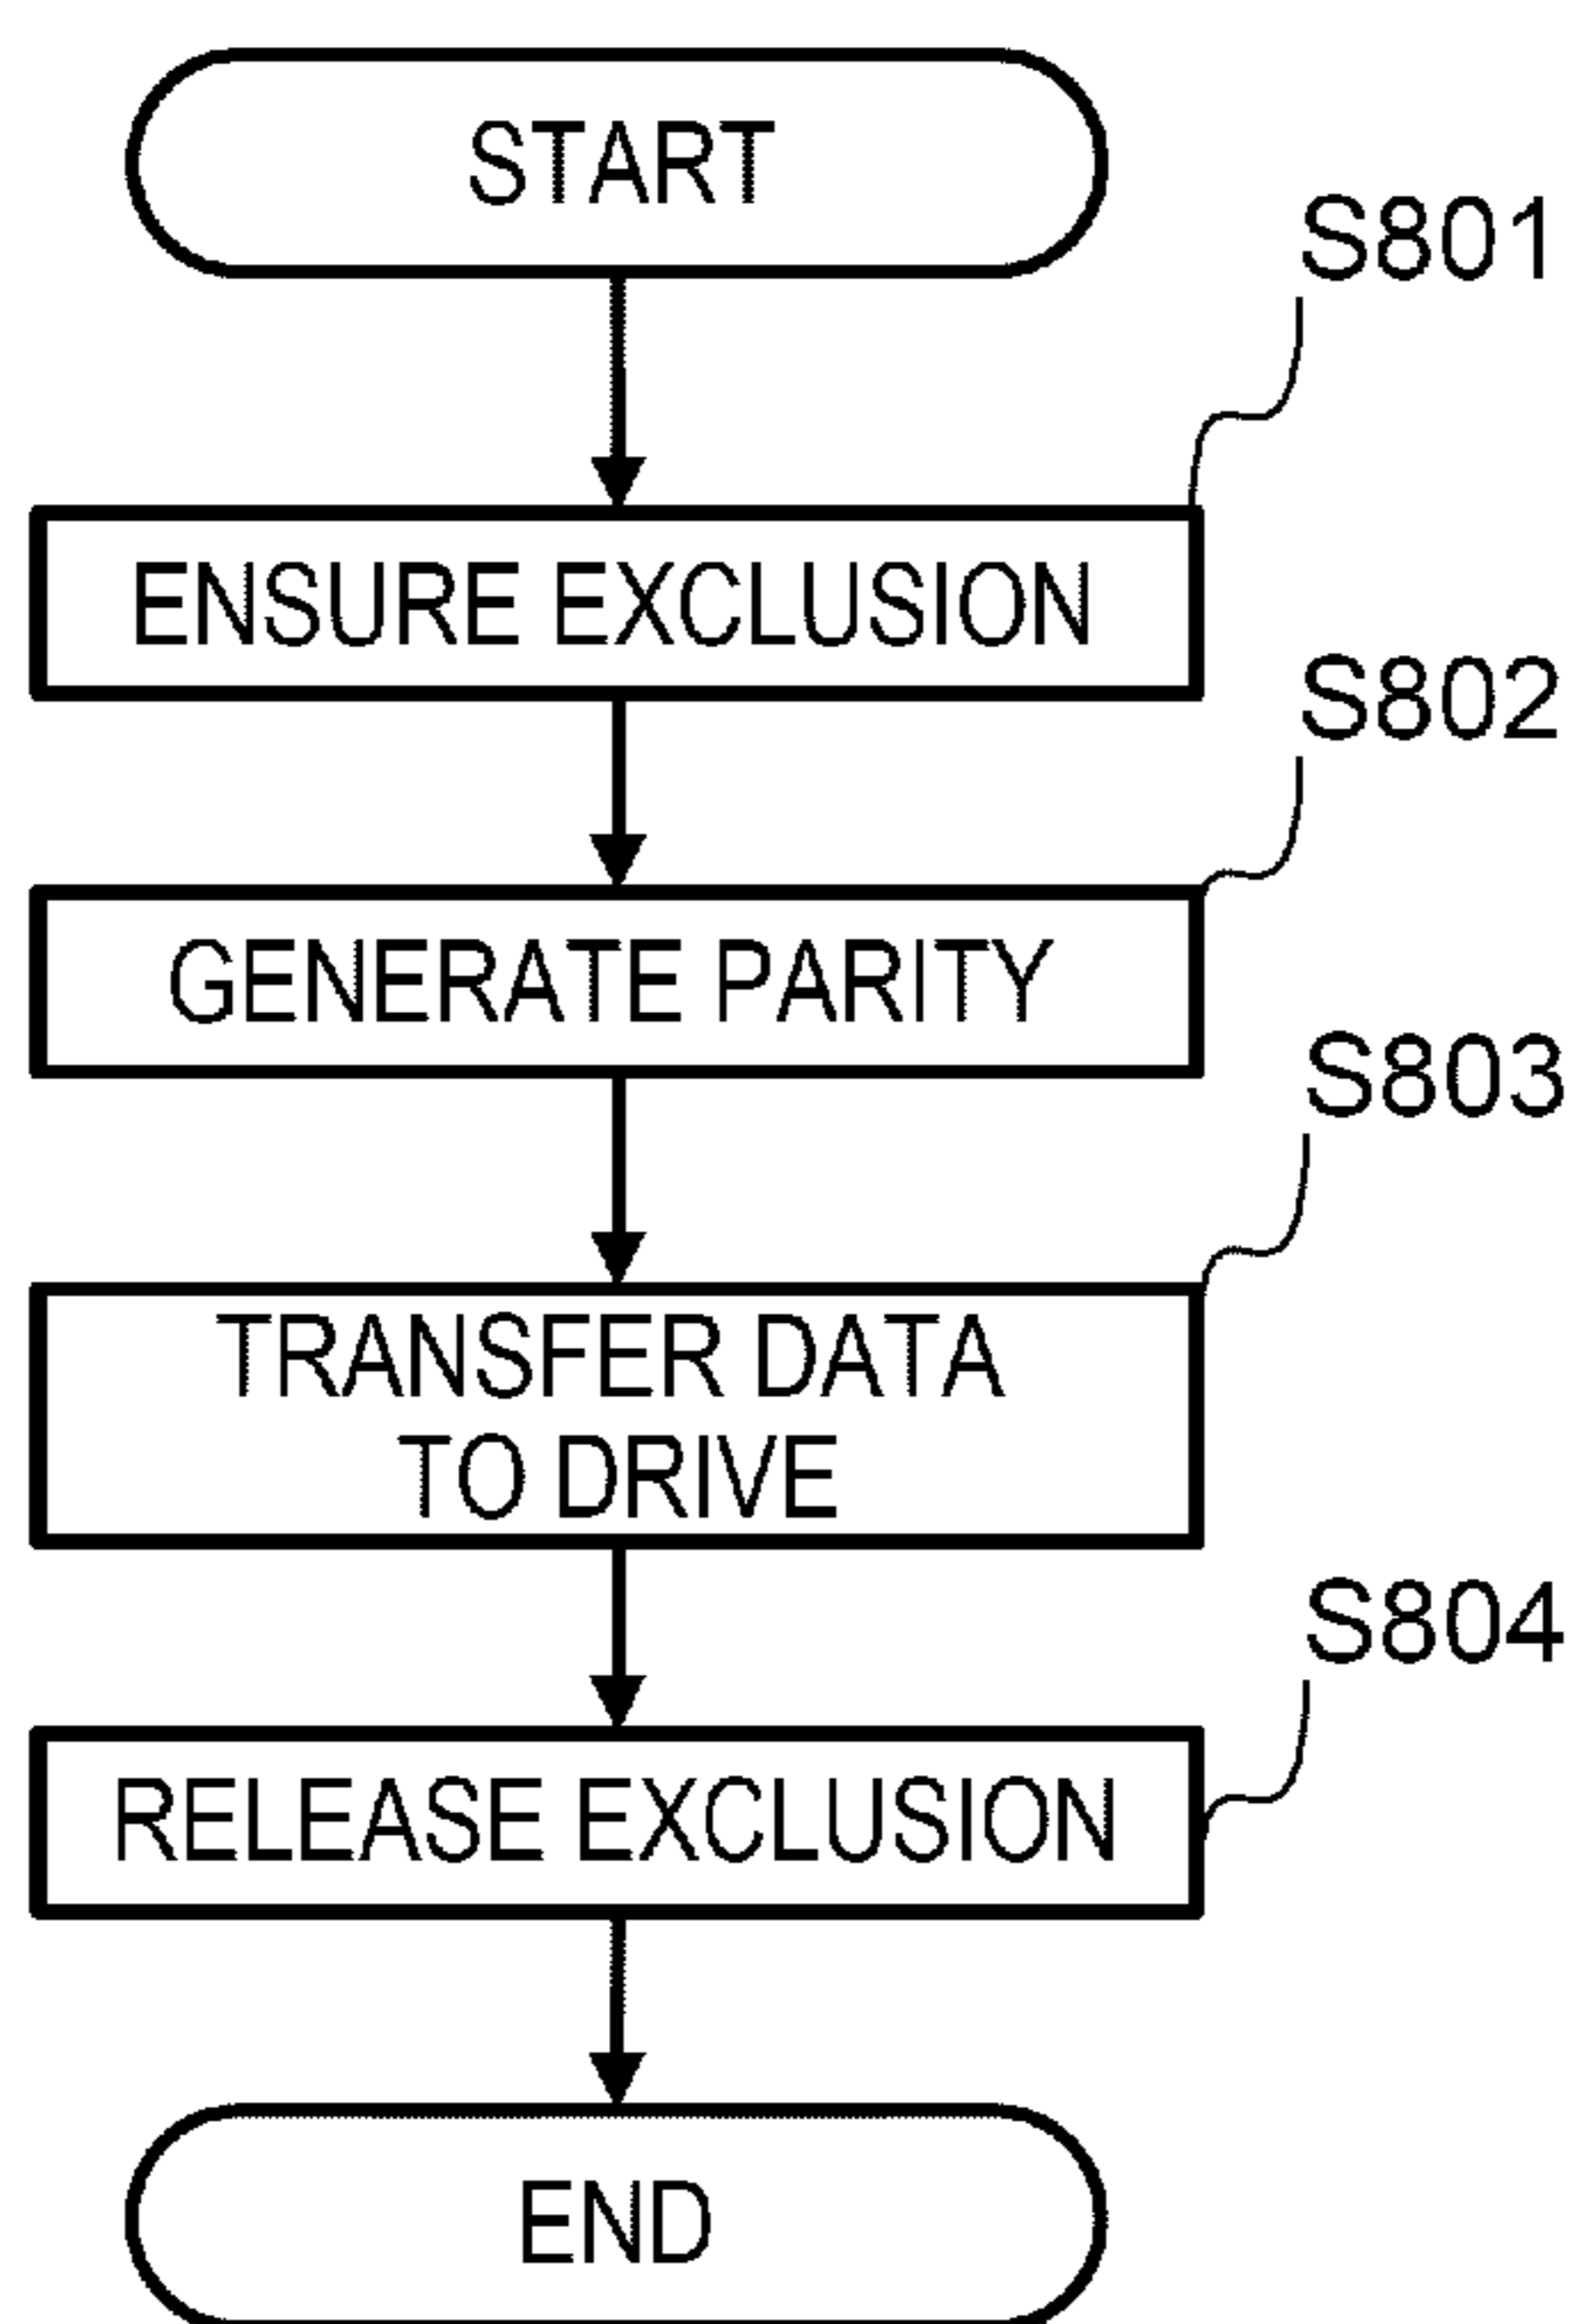 START
S801
ENSURE EXCLUSION
S802
GENERATE PARITY
S803
TRANSFER DATA
TO DRIVE
S804
RELEASE EXCLUSION
END